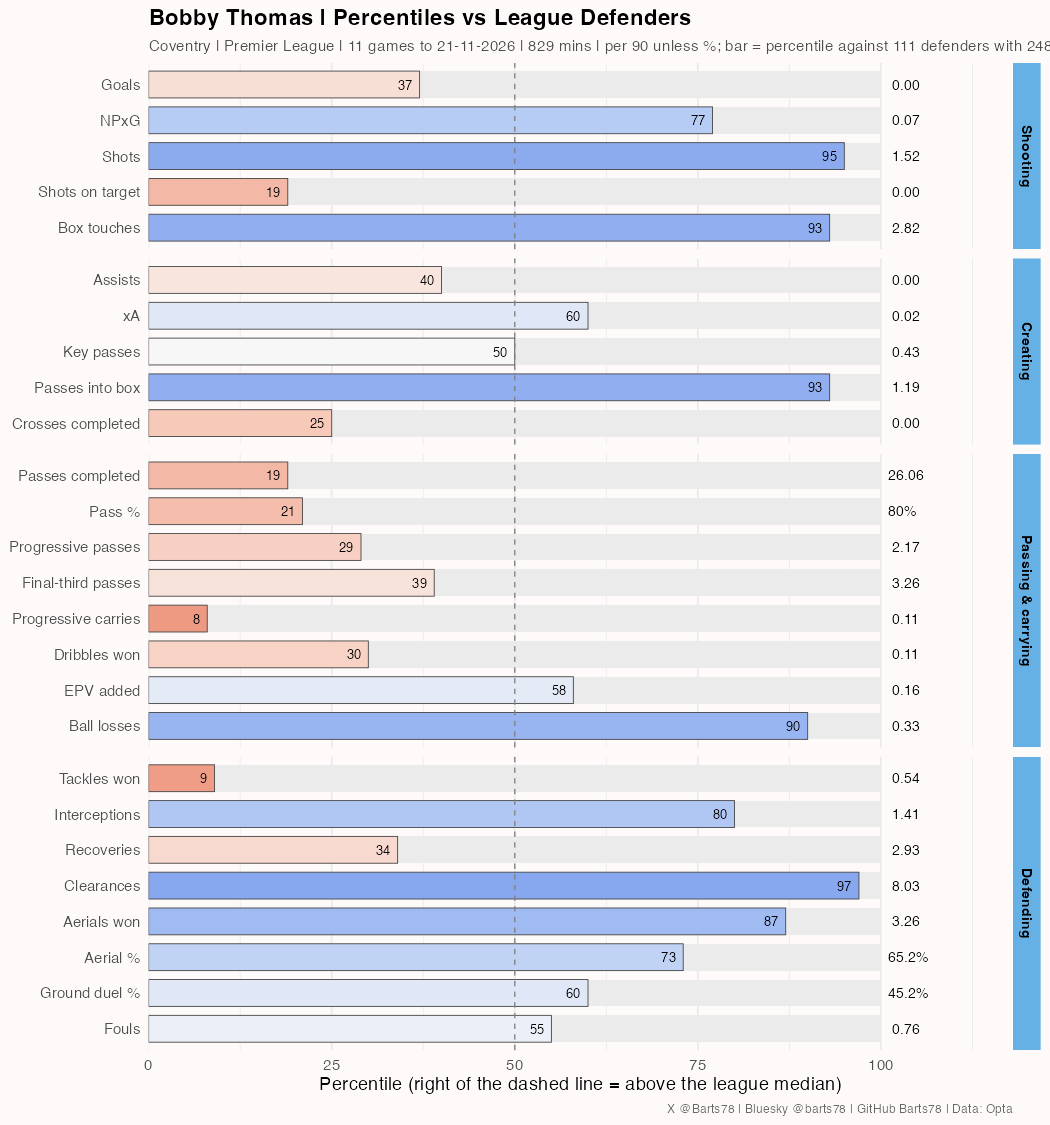 Bobby Thomas | Percentiles vs League Defenders
Coventry | Premier League | 11 games to 21-11-2026 | 829 mins | per 90 unless %; bar = percentile against 111 defenders with 248
Goals 37 0.00
NPxG 77 0.07
Shots 95 1.52
Shots on target 19 0.00
Box touches 93 2.82
Shooting
Assists 40 0.00
xA 60 0.02
Key passes 50 0.43
Passes into box 93 1.19
Crosses completed 25 0.00
Creating
Passes completed 19 26.06
Pass % 21 80%
Progressive passes 29 2.17
Final-third passes 39 3.26
Progressive carries 8 0.11
Dribbles won 30 0.11
EPV added 58 0.16
Ball losses 90 0.33
Passing & carrying
Tackles won 9 0.54
Interceptions 80 1.41
Recoveries 34 2.93
Clearances 97 8.03
Aerials won 87 3.26
Aerial % 73 65.2%
Ground duel % 60 45.2%
Fouls 55 0.76
Defending
0 25 50 75 100
Percentile (right of the dashed line = above the league median)
X @Barts78 | Bluesky @barts78 | GitHub Barts78 | Data: Opta